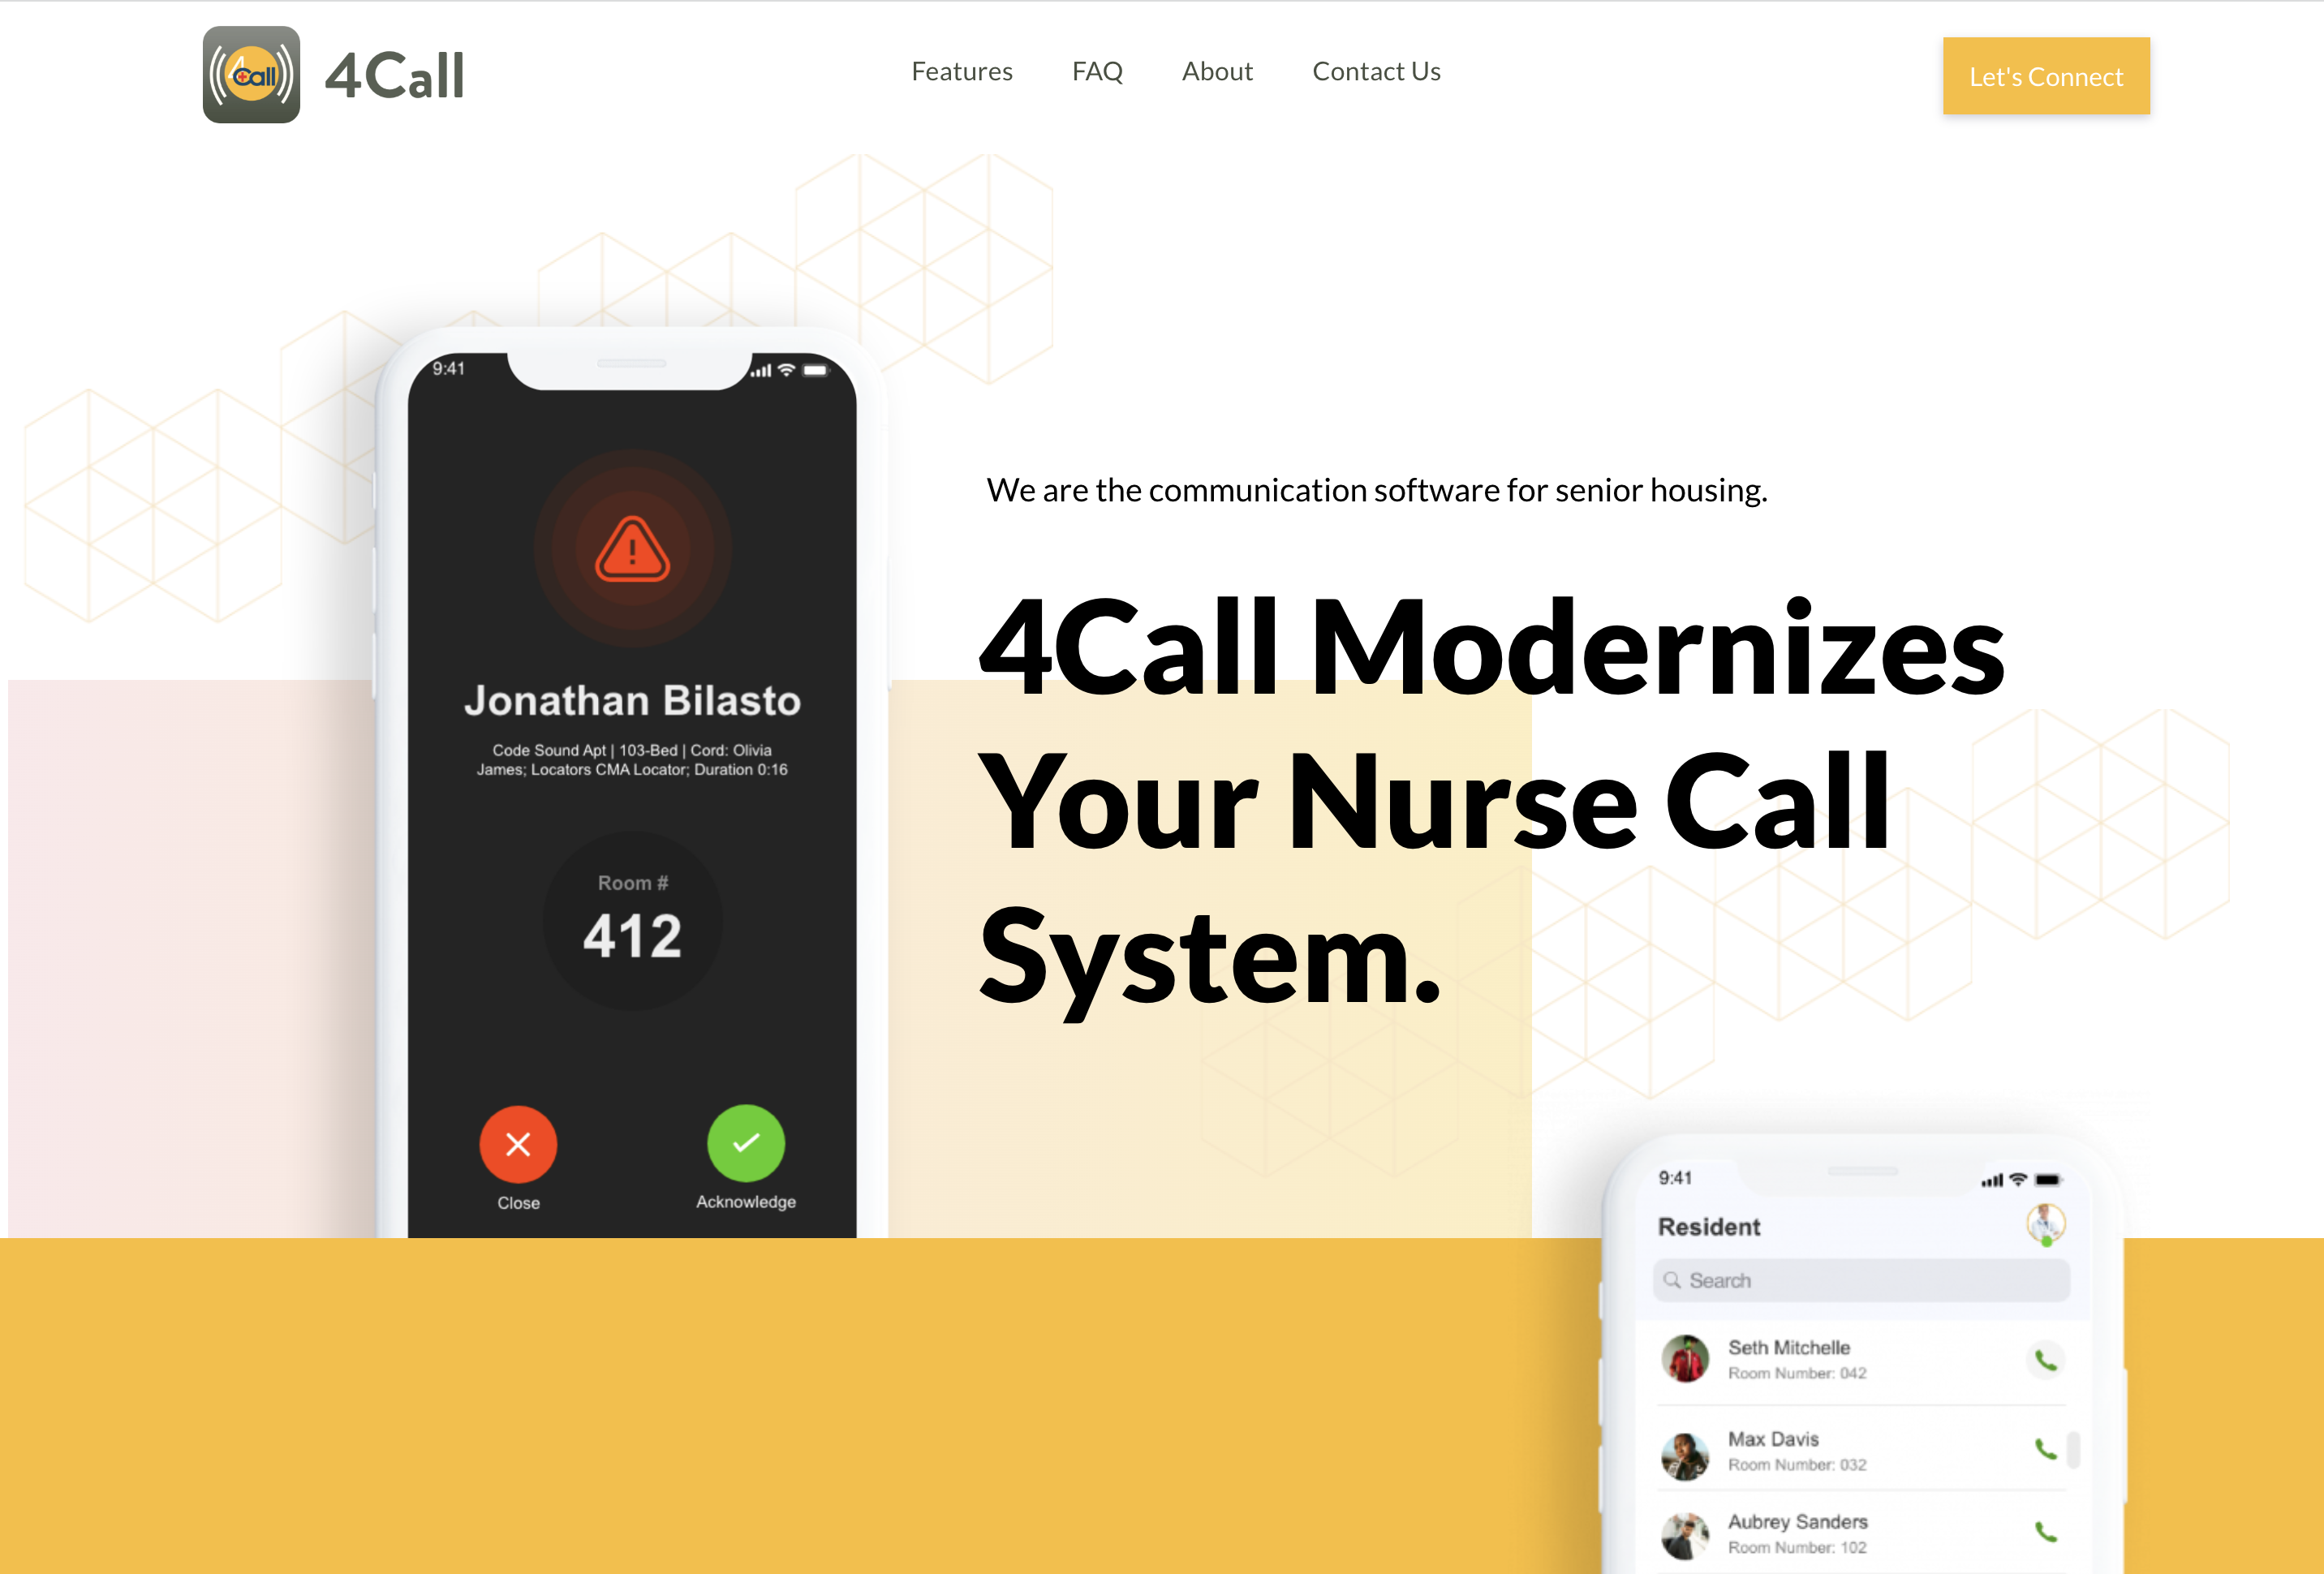 4Call
4Call
Features
FAQ
About
Contact Us
Let's Connect
9:41
Jonathan Bilasto
Code Sound Apt | 103-Bed | Cord: Olivia
James; Locators CMA Locator; Duration 0:16
Room #
412
Close
Acknowledge
We are the communication software for senior housing.
4Call Modernizes
Your Nurse Call
System.
9:41
Resident
Search
Seth Mitchelle
Room Number: 042
Max Davis
Room Number: 032
Aubrey Sanders
Room Number: 102